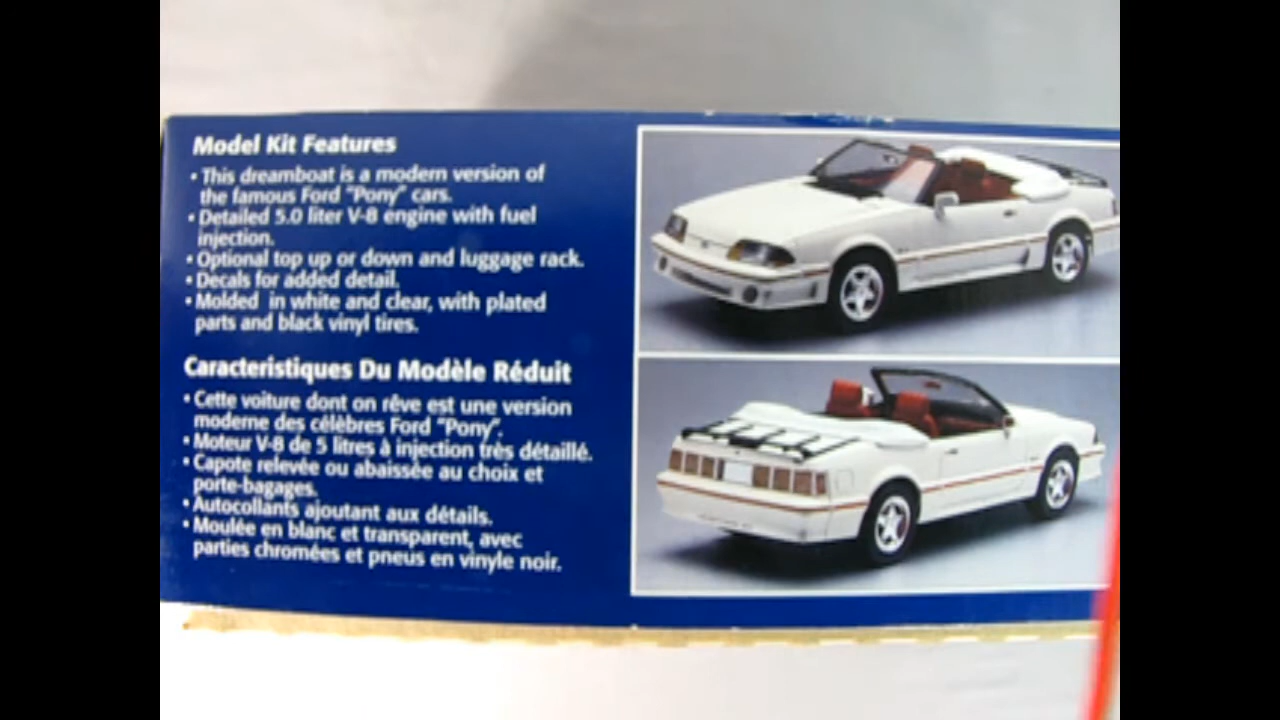 Model Kit Features
• This dreamboat is a modern version of
the famous Ford "Pony" cars.
• Detailed 5.0 liter V-8 engine with fuel
injection.
• Optional top up or down and luggage rack.
• Decals for added detail.
• Molded in white and clear, with plated
parts and black vinyl tires.
Caracteristiques Du Modèle Réduit
• Cette voiture dont on rêve est une version
moderne des célèbres Ford "Pony".
• Moteur V-8 de 5 litres à injection très détaillé.
• Capote relevée ou abaissée au choix et
porte-bagages.
• Autocollants ajoutant aux détails.
• Moulée en blanc et transparent, avec
parties chromées et pneus en vinyle noir.